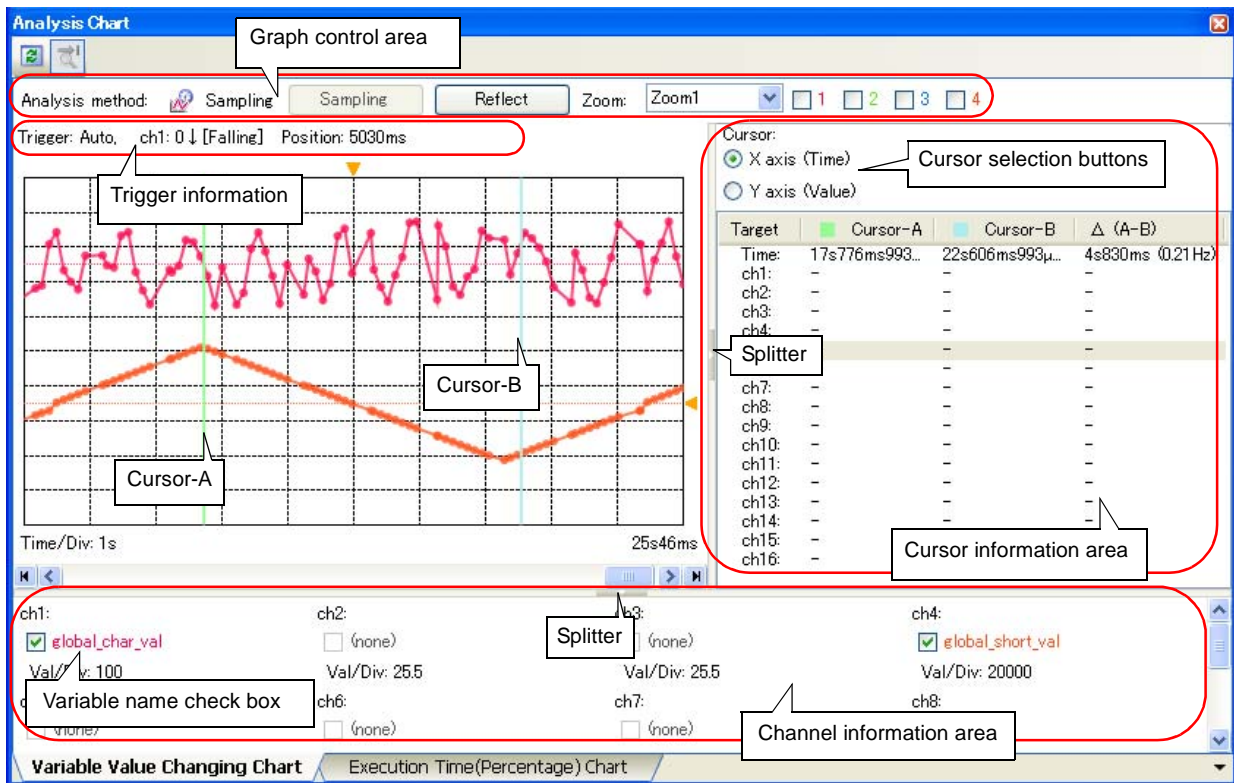 Analysis Chart
Graph control area
Analysis method: Sampling Sampling Reflect Zoom: Zoom1 1 2 3 4
Trigger: Auto, ch1: 0↓[Falling] Position: 5030ms
Trigger information
Cursor:
X axis (Time)
Y axis (Value)
Cursor selection buttons
Target Cursor-A Cursor-B Δ (A-B)
Time: 17s776ms993... 22s606ms993μ... 4s830ms (0.21Hz)
ch1: - - -
ch2: - - -
ch3: - - -
ch4: - - -
- -
- -
ch7: - - -
ch8: - - -
ch9: - - -
ch10: - - -
ch11: - - -
ch12: - - -
ch13: - - -
ch14: - - -
ch15: -
ch16: -
Splitter
Cursor-B
Cursor-A
Cursor information area
Time/Div: 1s 25s46ms
Splitter
ch1: ch2: ch3: ch4:
global_char_val (none) (none) global_short_val
Val/Div: 100 Val/Div: 25.5 Val/Div: 25.5 Val/Div: 20000
Variable name check box
ch6: ch7: ch8:
(none) (none) (none)
Channel information area
Variable Value Changing Chart Execution Time(Percentage) Chart